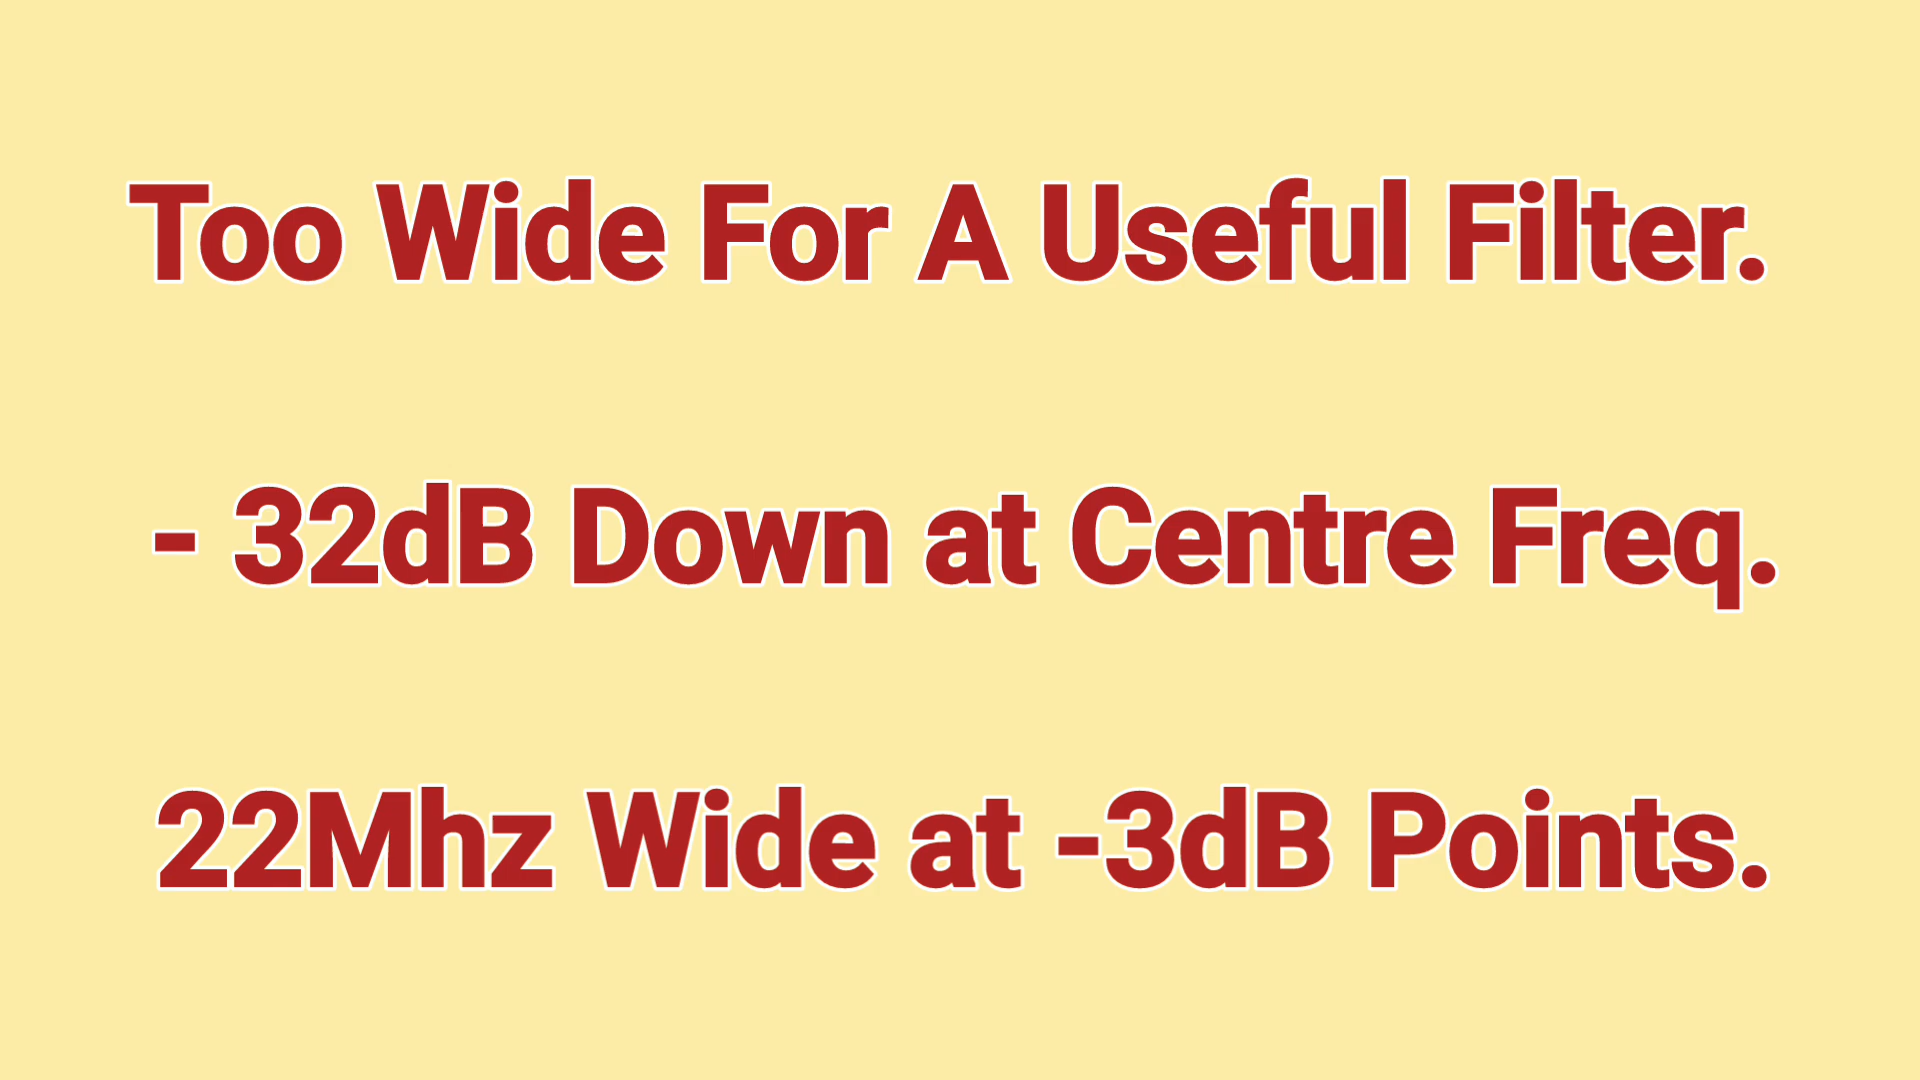 Too Wide For A Useful Filter.
- 32dB Down at Centre Freq.
22Mhz Wide at -3dB Points.